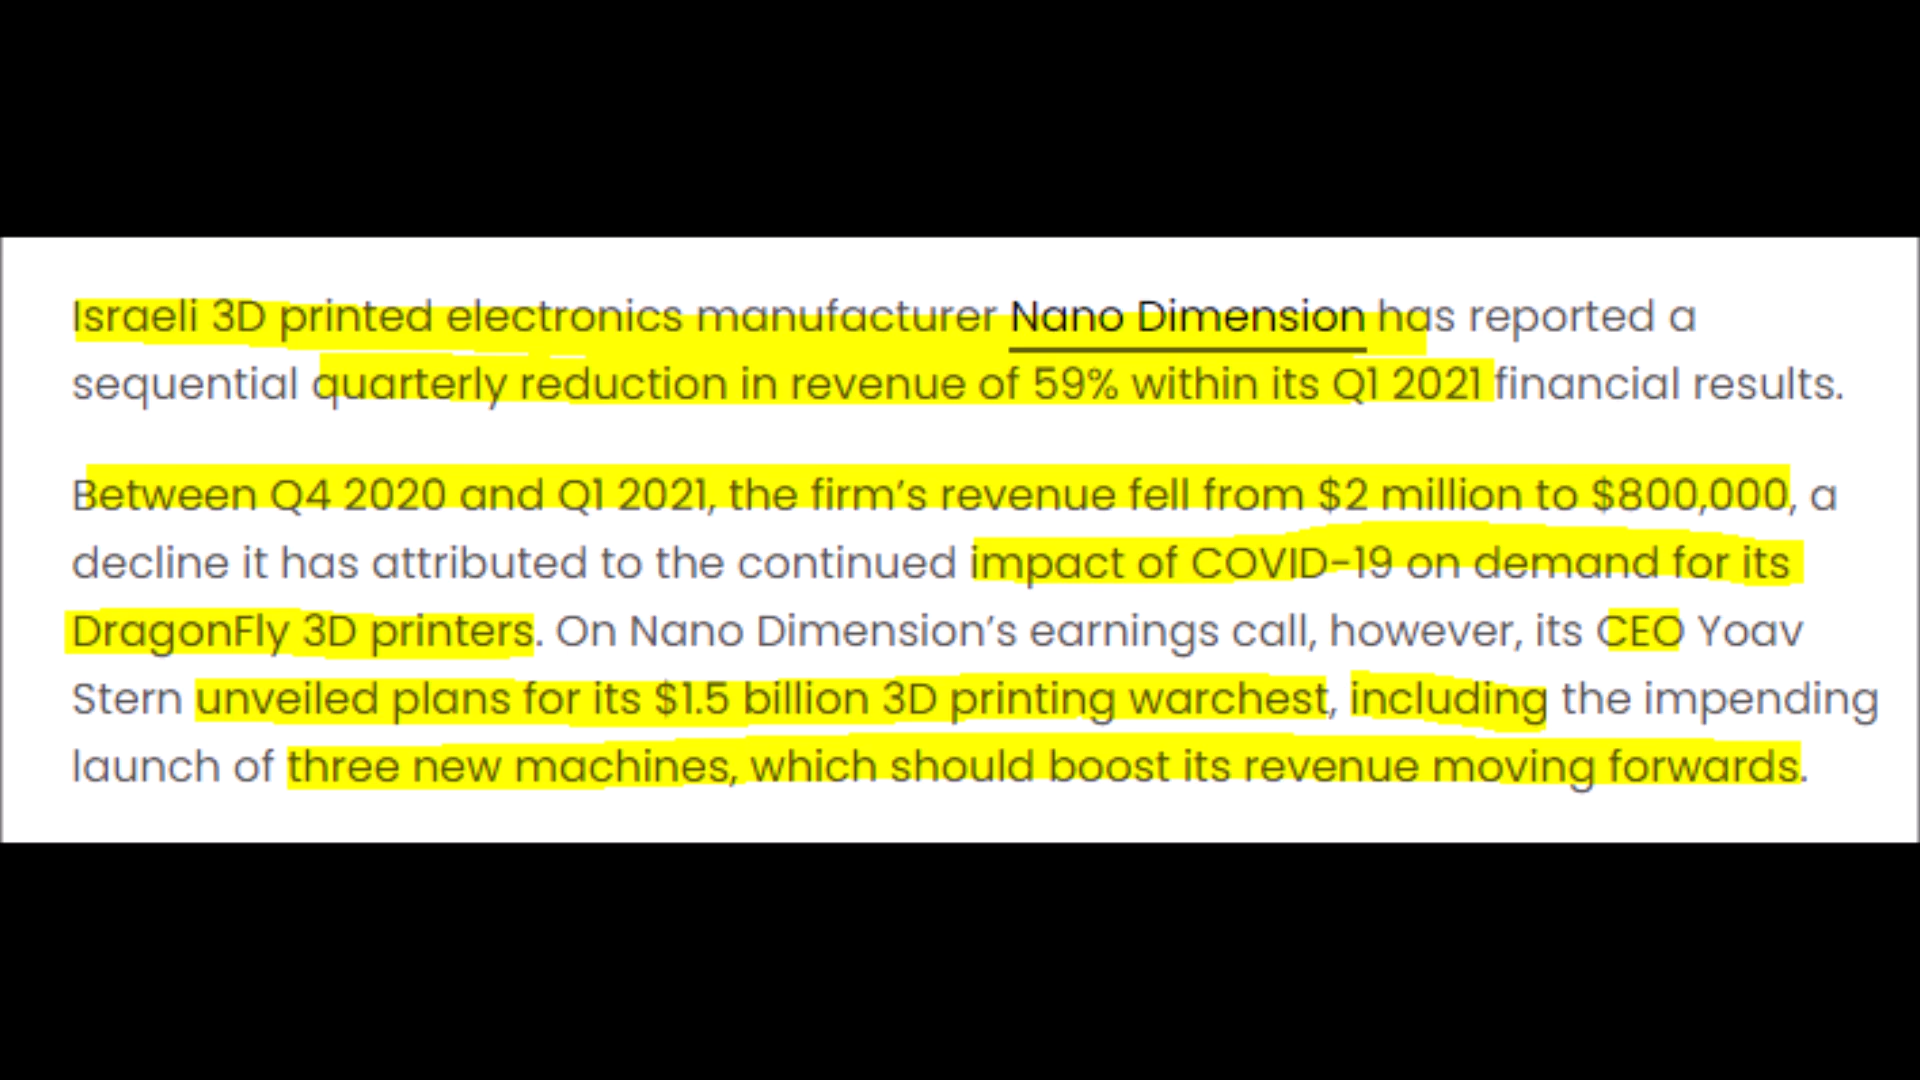 Israeli 3D printed electronics manufacturer Nano Dimension has reported a
sequential quarterly reduction in revenue of 59% within its Q1 2021 financial results.
Between Q4 2020 and Q1 2021, the firm’s revenue fell from $2 million to $800,000, a
decline it has attributed to the continued impact of COVID-19 on demand for its
DragonFly 3D printers. On Nano Dimension’s earnings call, however, its CEO Yoav
Stern unveiled plans for its $1.5 billion 3D printing warchest, including the impending
launch of three new machines, which should boost its revenue moving forwards.